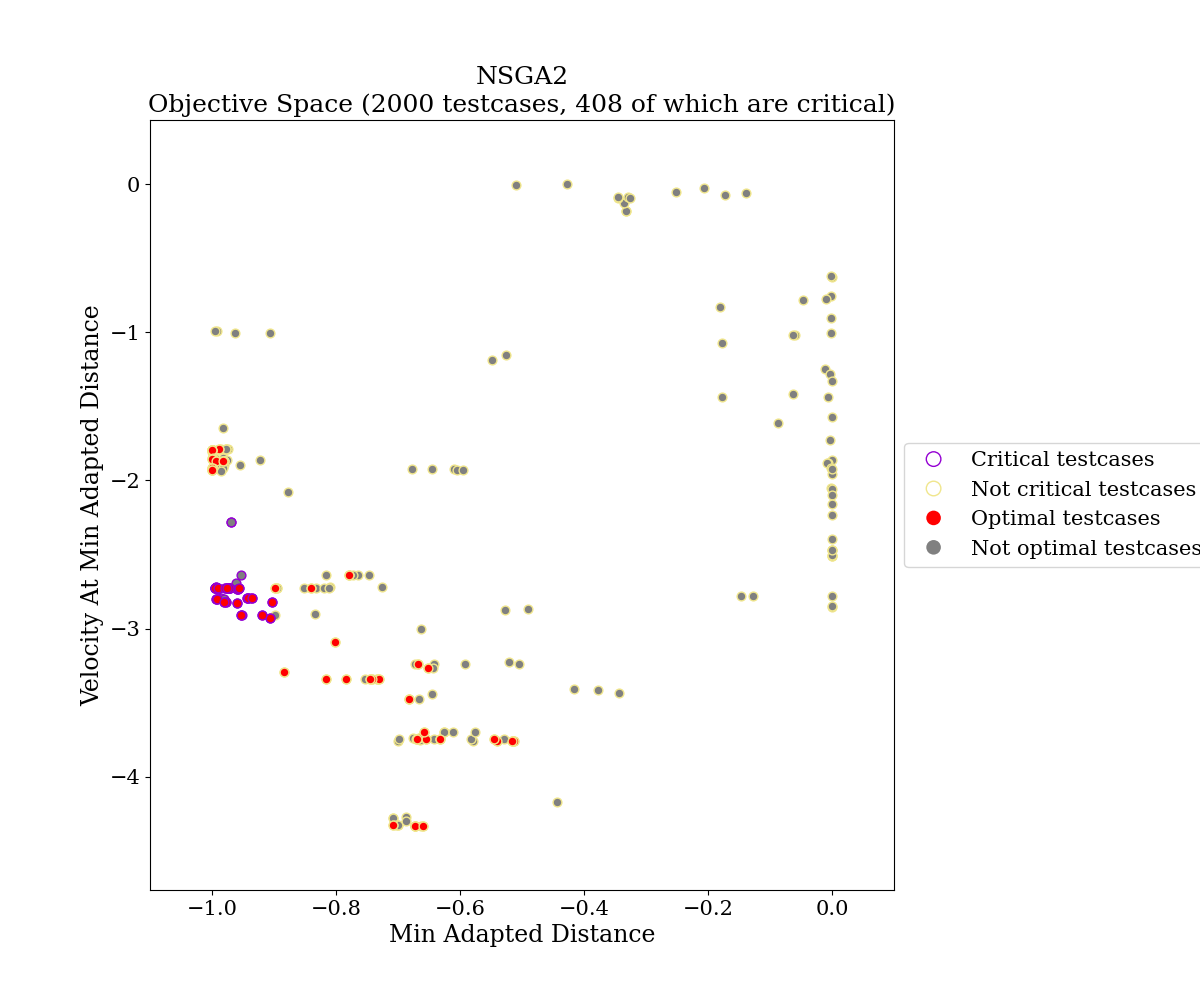 NSGA2
Objective Space (2000 testcases, 408 of which are critical)
0
−1
−2
−3
−4
Velocity At Min Adapted Distance
−1.0 −0.8 −0.6 −0.4 −0.2 0.0
Min Adapted Distance
Critical testcases
Not critical testcases
Optimal testcases
Not optimal testcases